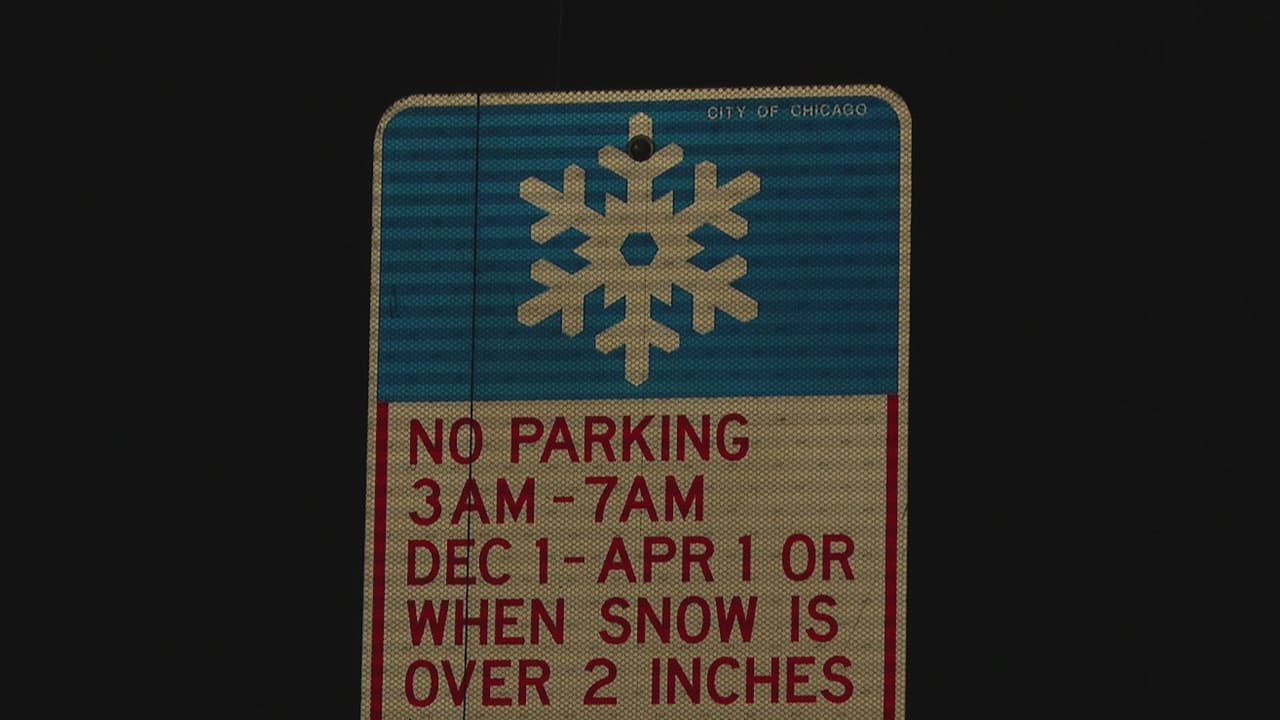 CITY OF CHICAGO
NO PARKING
3AM-7AM
DEC 1-APR 1 OR
WHEN SNOW IS
OVER 2 INCHES